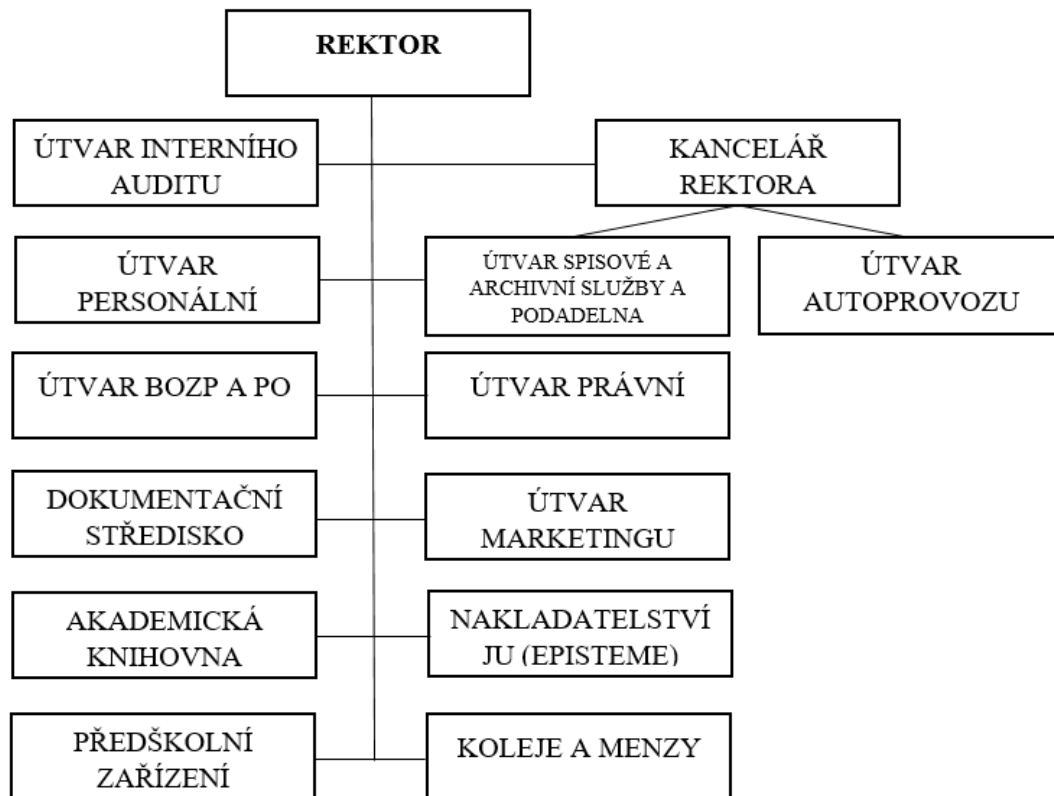 REKTOR
ÚTVAR INTERNÍHO
AUDITU
KANCELÁŘ
REKTORA
ÚTVAR
PERSONÁLNÍ
ÚTVAR SPISOVÉ A
ARCHIVNÍ SLUŽBY A
PODADELNA
ÚTVAR
AUTOPROVOZU
ÚTVAR BOZP A PO
ÚTVAR PRÁVNÍ
DOKUMENTAČNÍ
STŘEDISKO
ÚTVAR
MARKETINGU
AKADEMICKÁ
KNIHOVNA
NAKLADATELSTVÍ
JU (EPISTEME)
PŘEDŠKOLNÍ
ZAŘÍZENÍ
KOLEJE A MENZY